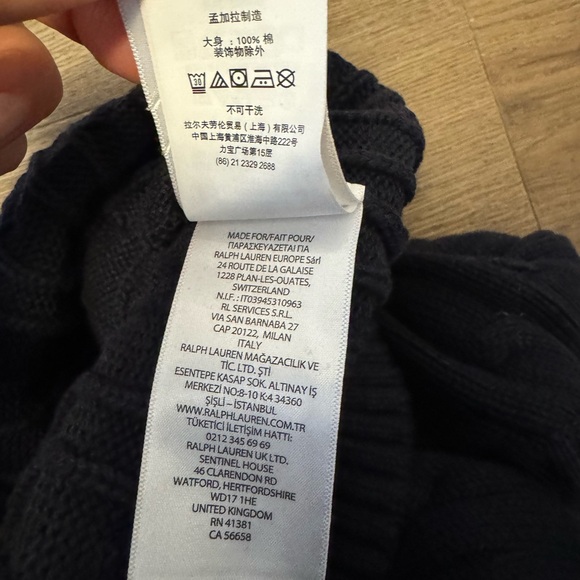 孟加拉制造
大身 : 100% 棉
装饰物除外
30
不可干洗
拉尔夫劳伦贸易 ( 上海 ) 有限公司
中国上海黄浦区淮海中路222号
力宝广场第15层
(86) 21 2329 2688
MADE FOR/FAIT POUR/
ΠΑΡΑΣΚΕΥΑΖΕΤΑΙ ΓΙΑ
RALPH LAUREN EUROPE Sárl
24 ROUTE DE LA GALAISE
1228 PLAN-LES-OUATES,
SWITZERLAND
N.I.F. : IT03945310963
RL SERVICES S.R.L.
VIA SAN BARNABA 27
CAP 20122, MILAN
ITALY
RALPH LAUREN MAĞAZACILIK VE
TİC. LTD. ŞTİ
ESENTEPE KASAP SOK. ALTINAY İŞ
MERKEZİ NO:8-10 K:4 34360
ŞİŞLİ – İSTANBUL
WWW.RALPHLAUREN.COM.TR
TÜKETİCİ İLETİŞİM HATTI:
0212 345 69 69
RALPH LAUREN UK LTD.
SENTINEL HOUSE
46 CLARENDON RD
WATFORD, HERTFORDSHIRE
WD17 1HE
UNITED KINGDOM
RN 41381
CA 56658